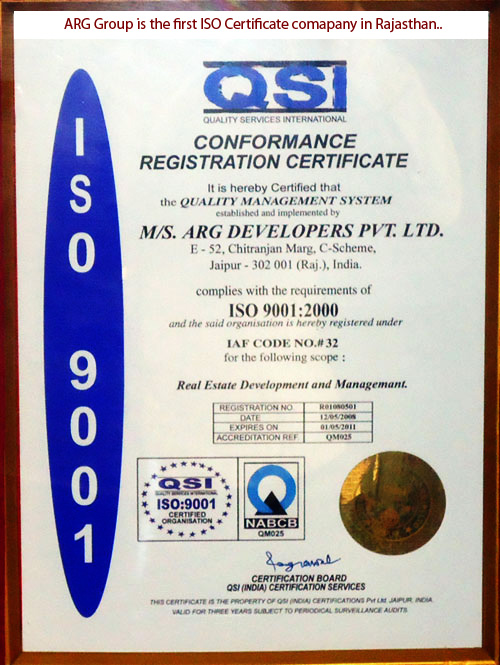 ARG Group is the first ISO Certificate comapany in Rajasthan..
ISO 9001
QSI
QUALITY SERVICES INTERNATIONAL
CONFORMANCE
REGISTRATION CERTIFICATE
It is hereby Certified that
the QUALITY MANAGEMENT SYSTEM
established and implemented by
M/S. ARG DEVELOPERS PVT. LTD.
E - 52, Chitranjan Marg, C-Scheme,
Jaipur - 302 001 (Raj.), India.
complies with the requirements of
ISO 9001:2000
and the said organisation is hereby registered under
IAF CODE NO.# 32
for the following scope :
Real Estate Development and Managemant.
REGISTRATION NO R01080501
DATE 12/05/2008
EXPIRES ON 01/05/2011
ACCREDITATION REF QM025
QSI
QUALITY SERVICES INTERNATIONAL
ISO:9001
CERTIFIED
ORGANISATION
NABCB
QM025
CERTIFICATION BOARD
QSI (INDIA) CERTIFICATION SERVICES
THIS CERTIFICATE IS THE PROPERTY OF QSI (INDIA) CERTIFICATIONS Pvt Ltd. JAIPUR, INDIA.
VALID FOR THREE YEARS SUBJECT TO PERIODICAL SURVEILLANCE AUDITS.